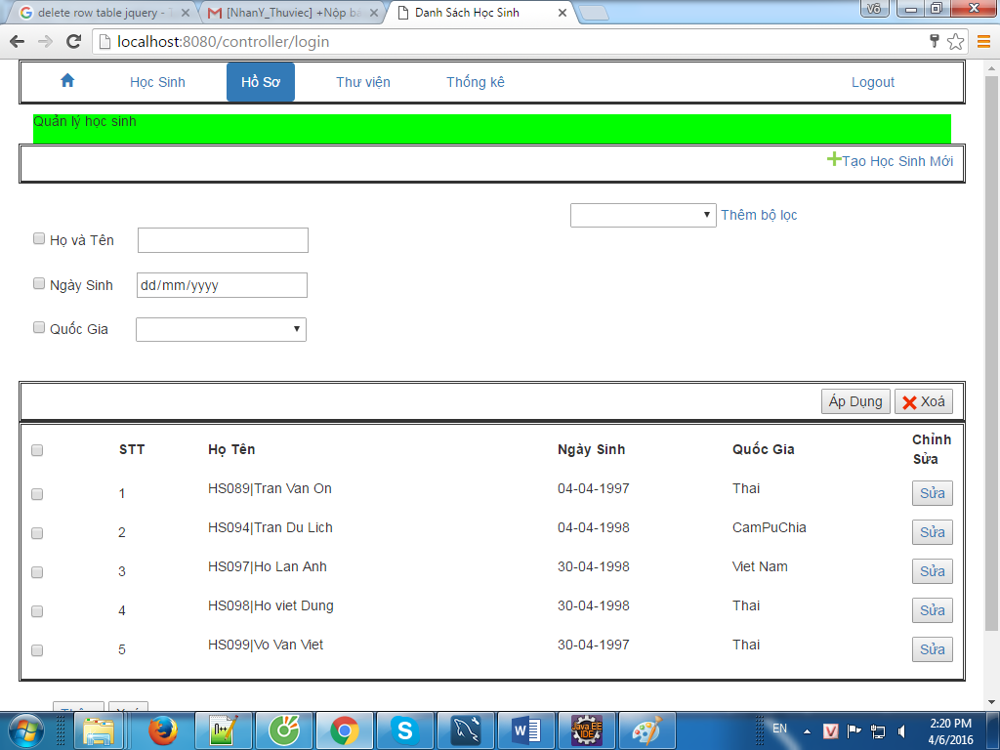 delete row table jquery -
[NhanY_Thuviec] +Nộp bá
Danh Sách Học Sinh
Võ
localhost:8080/controller/login
Học Sinh Hồ Sơ Thư viện Thống kê Logout
Quản lý học sinh
Tạo Học Sinh Mới
Thêm bộ lọc
Họ và Tên
Ngày Sinh dd/mm/yyyy
Quốc Gia
Áp Dụng Xoá
STT Họ Tên Ngày Sinh Quốc Gia Chỉnh
Sửa
1 HS089|Tran Van On 04-04-1997 Thai Sửa
2 HS094|Tran Du Lich 04-04-1998 CamPuChia Sửa
3 HS097|Ho Lan Anh 30-04-1998 Viet Nam Sửa
4 HS098|Ho viet Dung 30-04-1998 Thai Sửa
5 HS099|Vo Van Viet 30-04-1997 Thai Sửa
EN
2:20 PM
4/6/2016